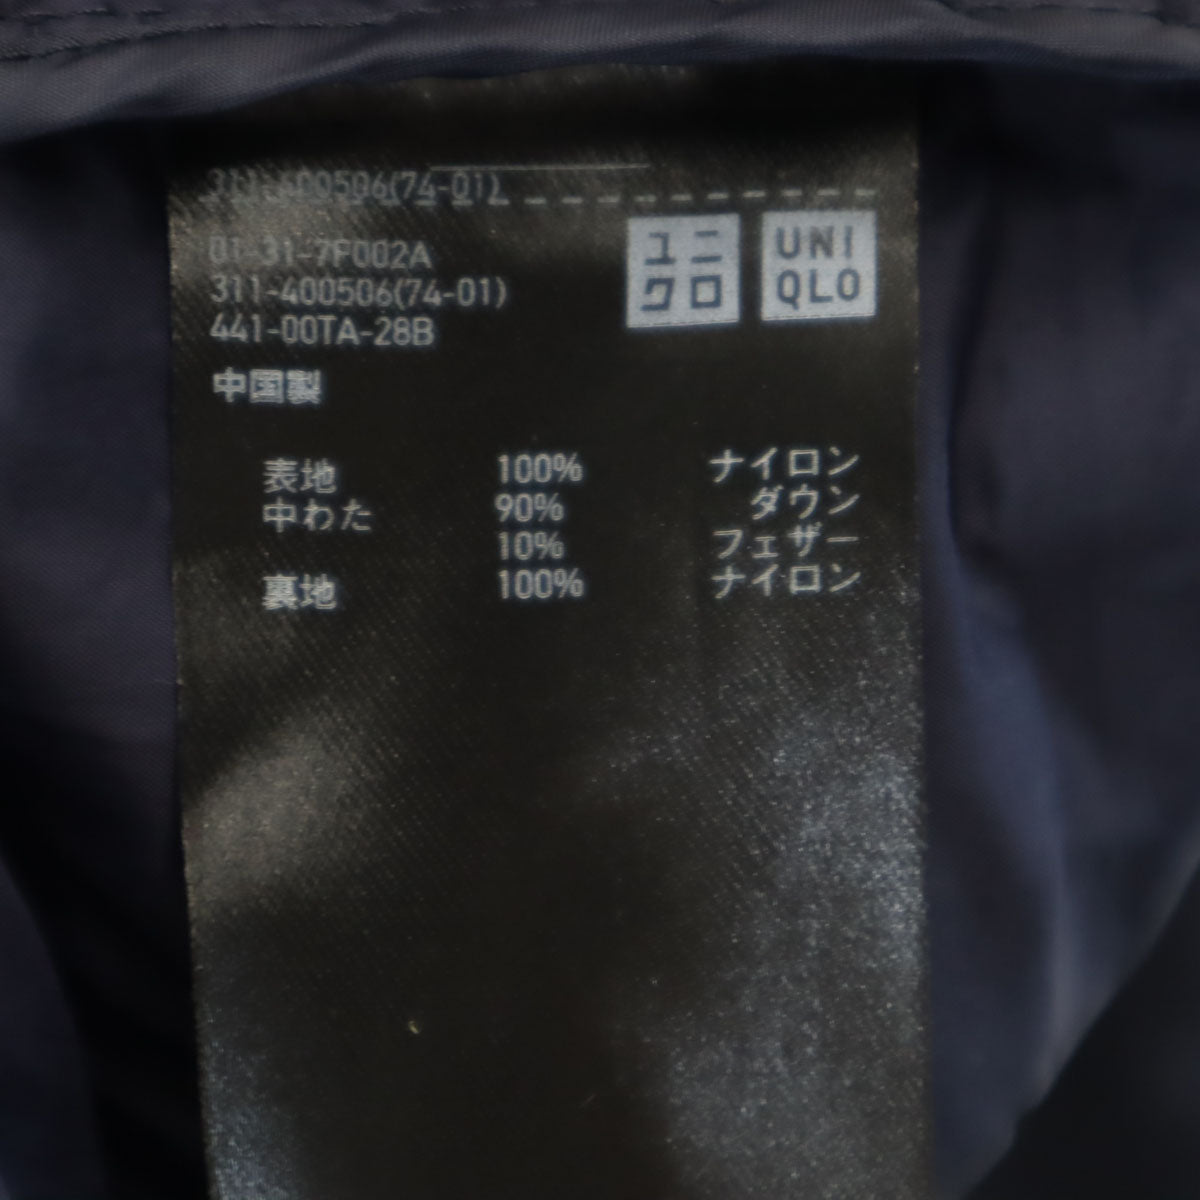 311-400506(74-01)
01-31-7F002A
311-400506(74-01)
441-00TA-28B
中国製
ユニ
クロ
UNI
QLO
表地 100% ナイロン
中わた 90% ダウン
10% フェザー
裏地 100% ナイロン